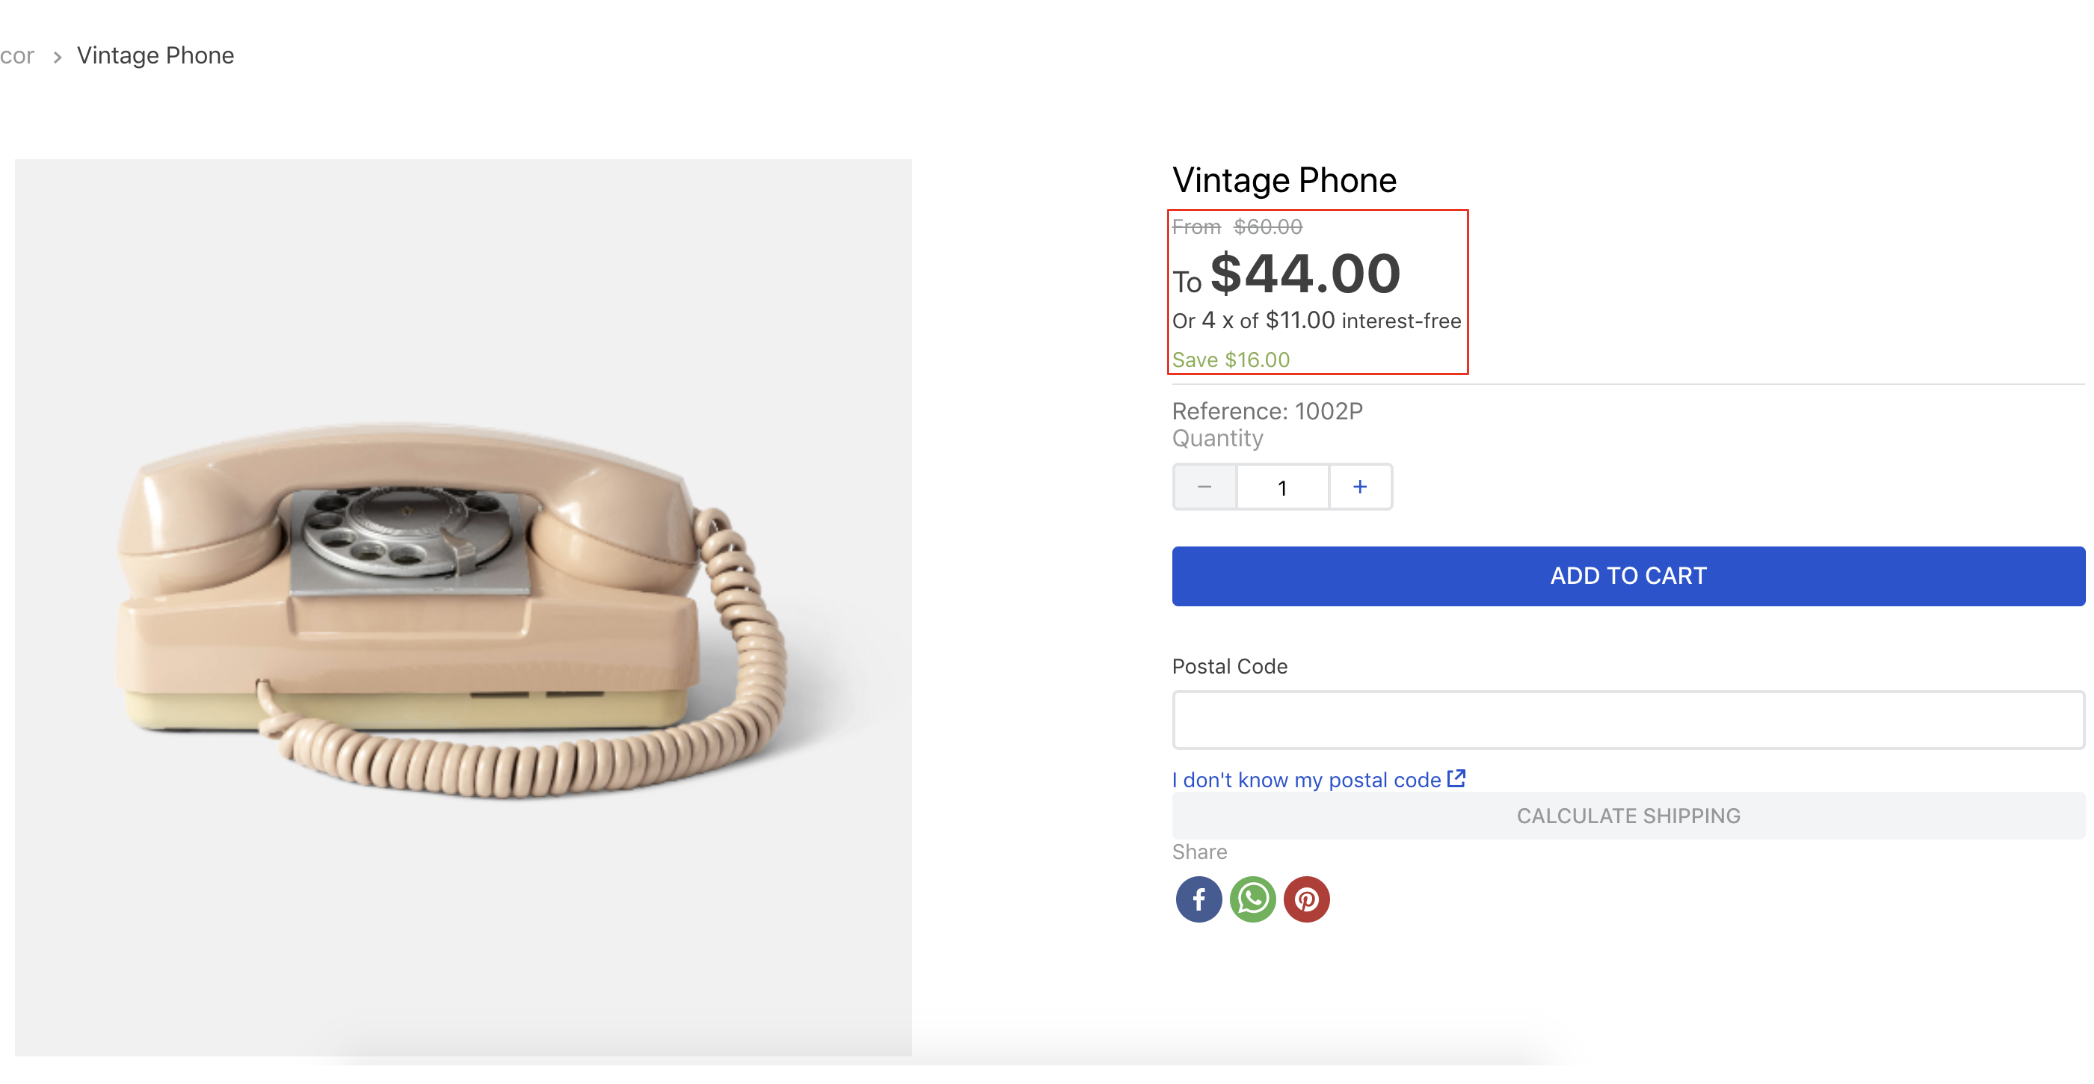 cor > Vintage Phone
Vintage Phone
From $60.00
To $44.00
Or 4 x of $11.00 interest-free
Save $16.00
Reference: 1002P
Quantity
− 1 +
ADD TO CART
Postal Code
I don't know my postal code
CALCULATE SHIPPING
Share